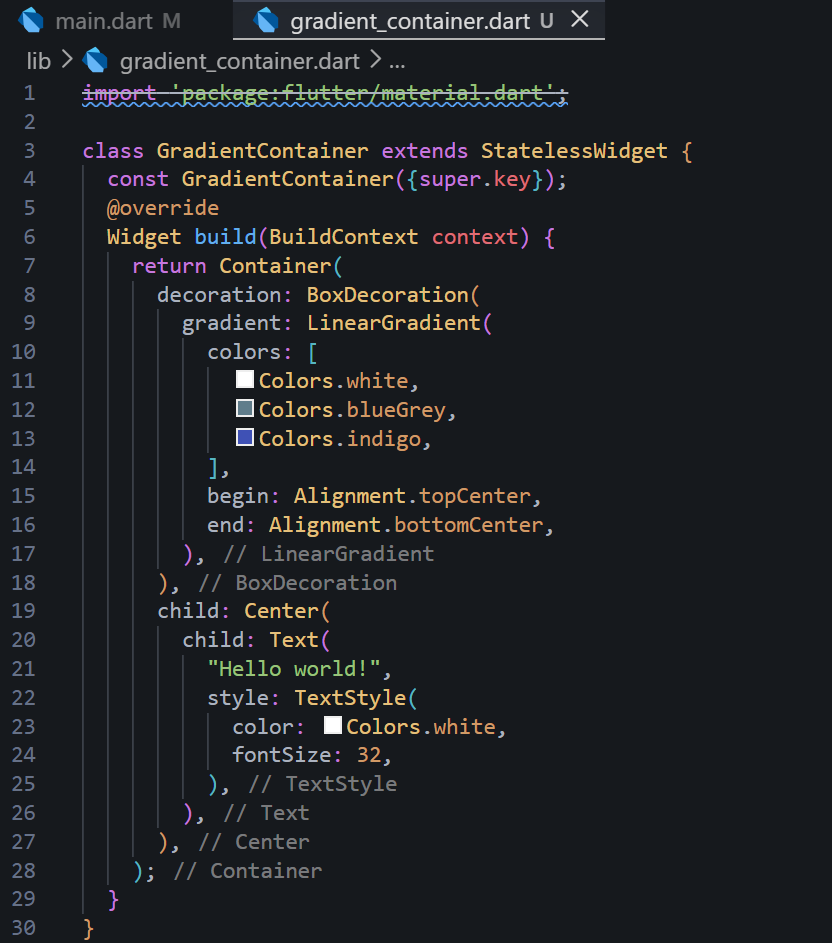 main.dart M gradient_container.dart U
lib > gradient_container.dart > ...
1 import 'package:flutter/material.dart';
2
3 class GradientContainer extends StatelessWidget {
4 const GradientContainer({super.key});
5 @override
6 Widget build(BuildContext context) {
7 return Container(
8 decoration: BoxDecoration(
9 gradient: LinearGradient(
10 colors: [
11 Colors.white,
12 Colors.blueGrey,
13 Colors.indigo,
14 ],
15 begin: Alignment.topCenter,
16 end: Alignment.bottomCenter,
17 ), // LinearGradient
18 ), // BoxDecoration
19 child: Center(
20 child: Text(
21 "Hello world!",
22 style: TextStyle(
23 color: Colors.white,
24 fontSize: 32,
25 ), // TextStyle
26 ), // Text
27 ), // Center
28 ); // Container
29 }
30 }